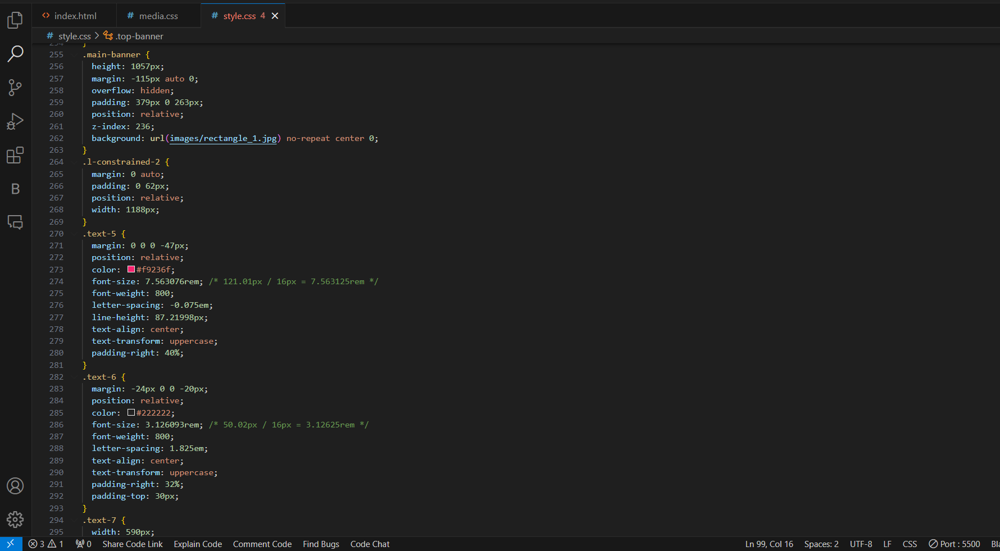 index.html
media.css
style.css 4
style.css > .top-banner
254 }
255 .main-banner {
256 height: 1057px;
257 margin: -115px auto 0;
258 overflow: hidden;
259 padding: 379px 0 263px;
260 position: relative;
261 z-index: 236;
262 background: url(images/rectangle_1.jpg) no-repeat center 0;
263 }
264 .l-constrained-2 {
265 margin: 0 auto;
266 padding: 0 62px;
267 position: relative;
268 width: 1188px;
269 }
270 .text-5 {
271 margin: 0 0 0 -47px;
272 position: relative;
273 color: #f9236f;
274 font-size: 7.563076rem; /* 121.01px / 16px = 7.563125rem */
275 font-weight: 800;
276 letter-spacing: -0.075em;
277 line-height: 87.21998px;
278 text-align: center;
279 text-transform: uppercase;
280 padding-right: 40%;
281 }
282 .text-6 {
283 margin: -24px 0 0 -20px;
284 position: relative;
285 color: #222222;
286 font-size: 3.126093rem; /* 50.02px / 16px = 3.12625rem */
287 font-weight: 800;
288 letter-spacing: 1.825em;
289 text-align: center;
290 text-transform: uppercase;
291 padding-right: 32%;
292 padding-top: 30px;
293 }
294 .text-7 {
295 width: 590px;
B
3 1 0 Share Code Link Explain Code Comment Code Find Bugs Code Chat Ln 99, Col 16 Spaces: 2 UTF-8 LF CSS Port : 5500